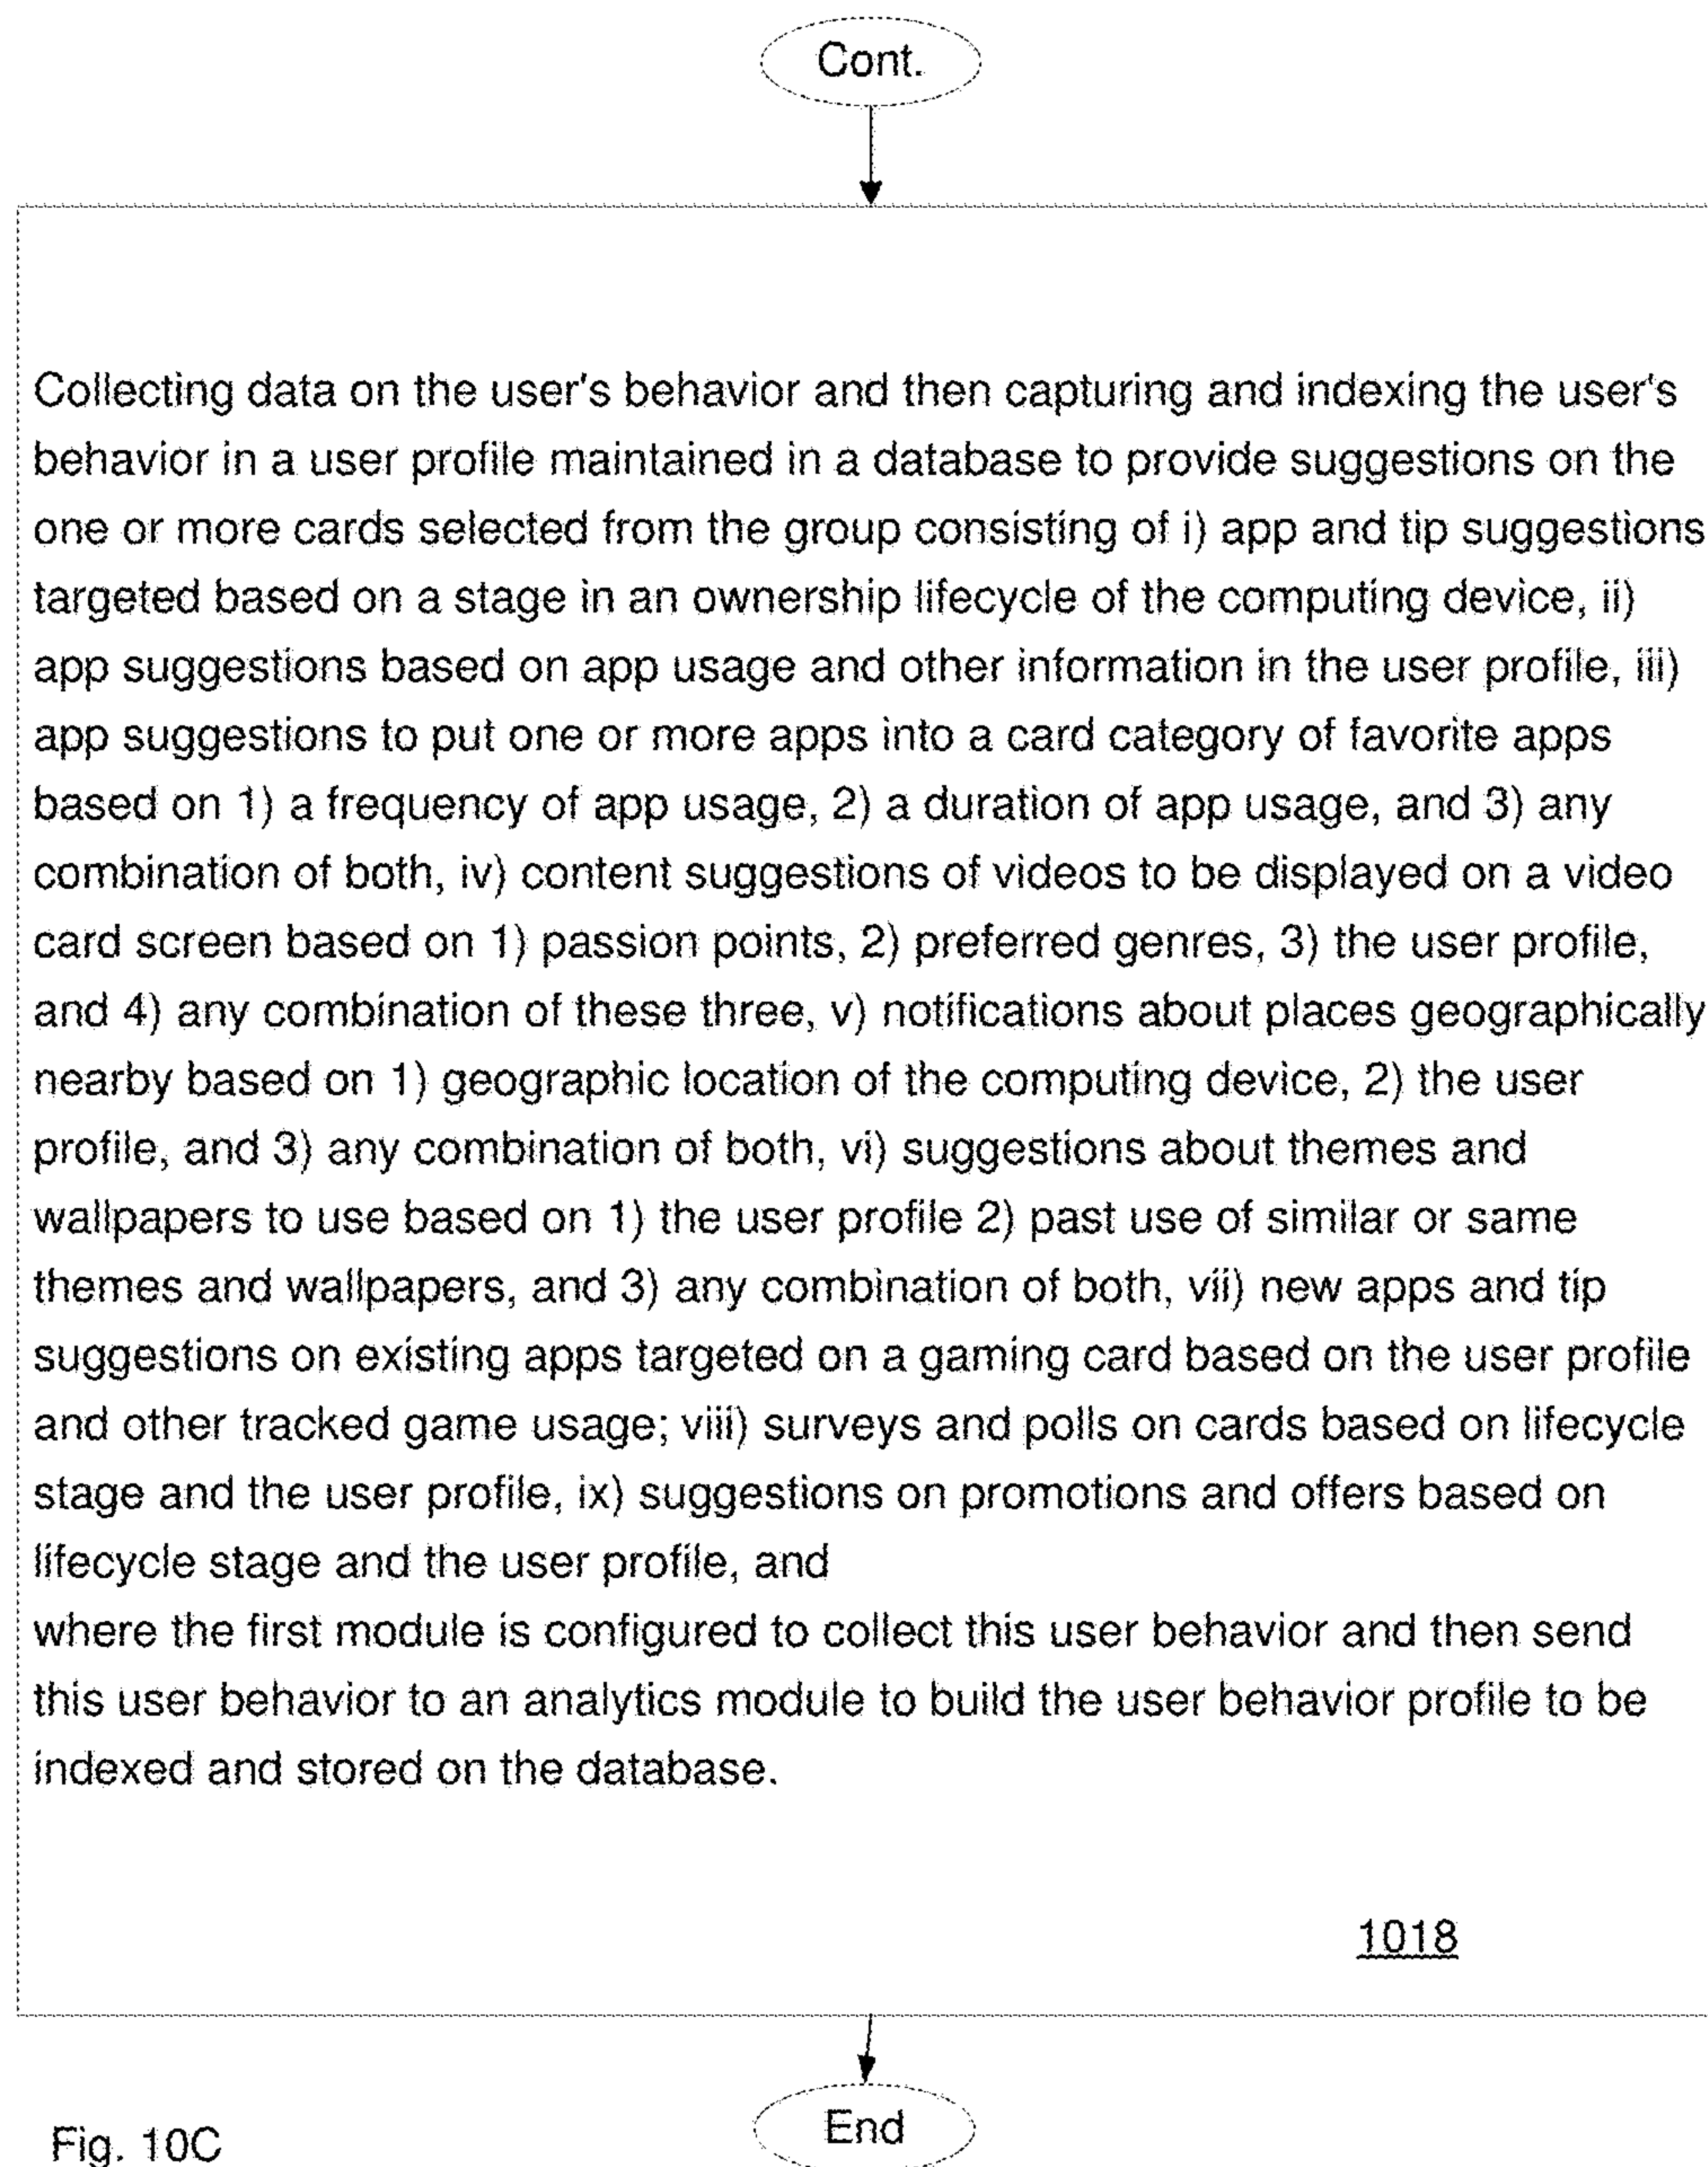 Cont.
Collecting data on the user's behavior and then capturing and indexing the user's
behavior in a user profile maintained in a database to provide suggestions on the
one or more cards selected from the group consisting of i) app and tip suggestions
targeted based on a stage in an ownership lifecycle of the computing device, ii)
app suggestions based on app usage and other information in the user profile, iii)
app suggestions to put one or more apps into a card category of favorite apps
based on 1) a frequency of app usage, 2) a duration of app usage, and 3) any
combination of both, iv) content suggestions of videos to be displayed on a video
card screen based on 1) passion points, 2) preferred genres, 3) the user profile,
and 4) any combination of these three, v) notifications about places geographically
nearby based on 1) geographic location of the computing device, 2) the user
profile, and 3) any combination of both, vi) suggestions about themes and
wallpapers to use based on 1) the user profile 2) past use of similar or same
themes and wallpapers, and 3) any combination of both, vii) new apps and tip
suggestions on existing apps targeted on a gaming card based on the user profile
and other tracked game usage; viii) surveys and polls on cards based on lifecycle
stage and the user profile, ix) suggestions on promotions and offers based on
lifecycle stage and the user profile, and
where the first module is configured to collect this user behavior and then send
this user behavior to an analytics module to build the user behavior profile to be
indexed and stored on the database.
1018
End
Fig. 10C